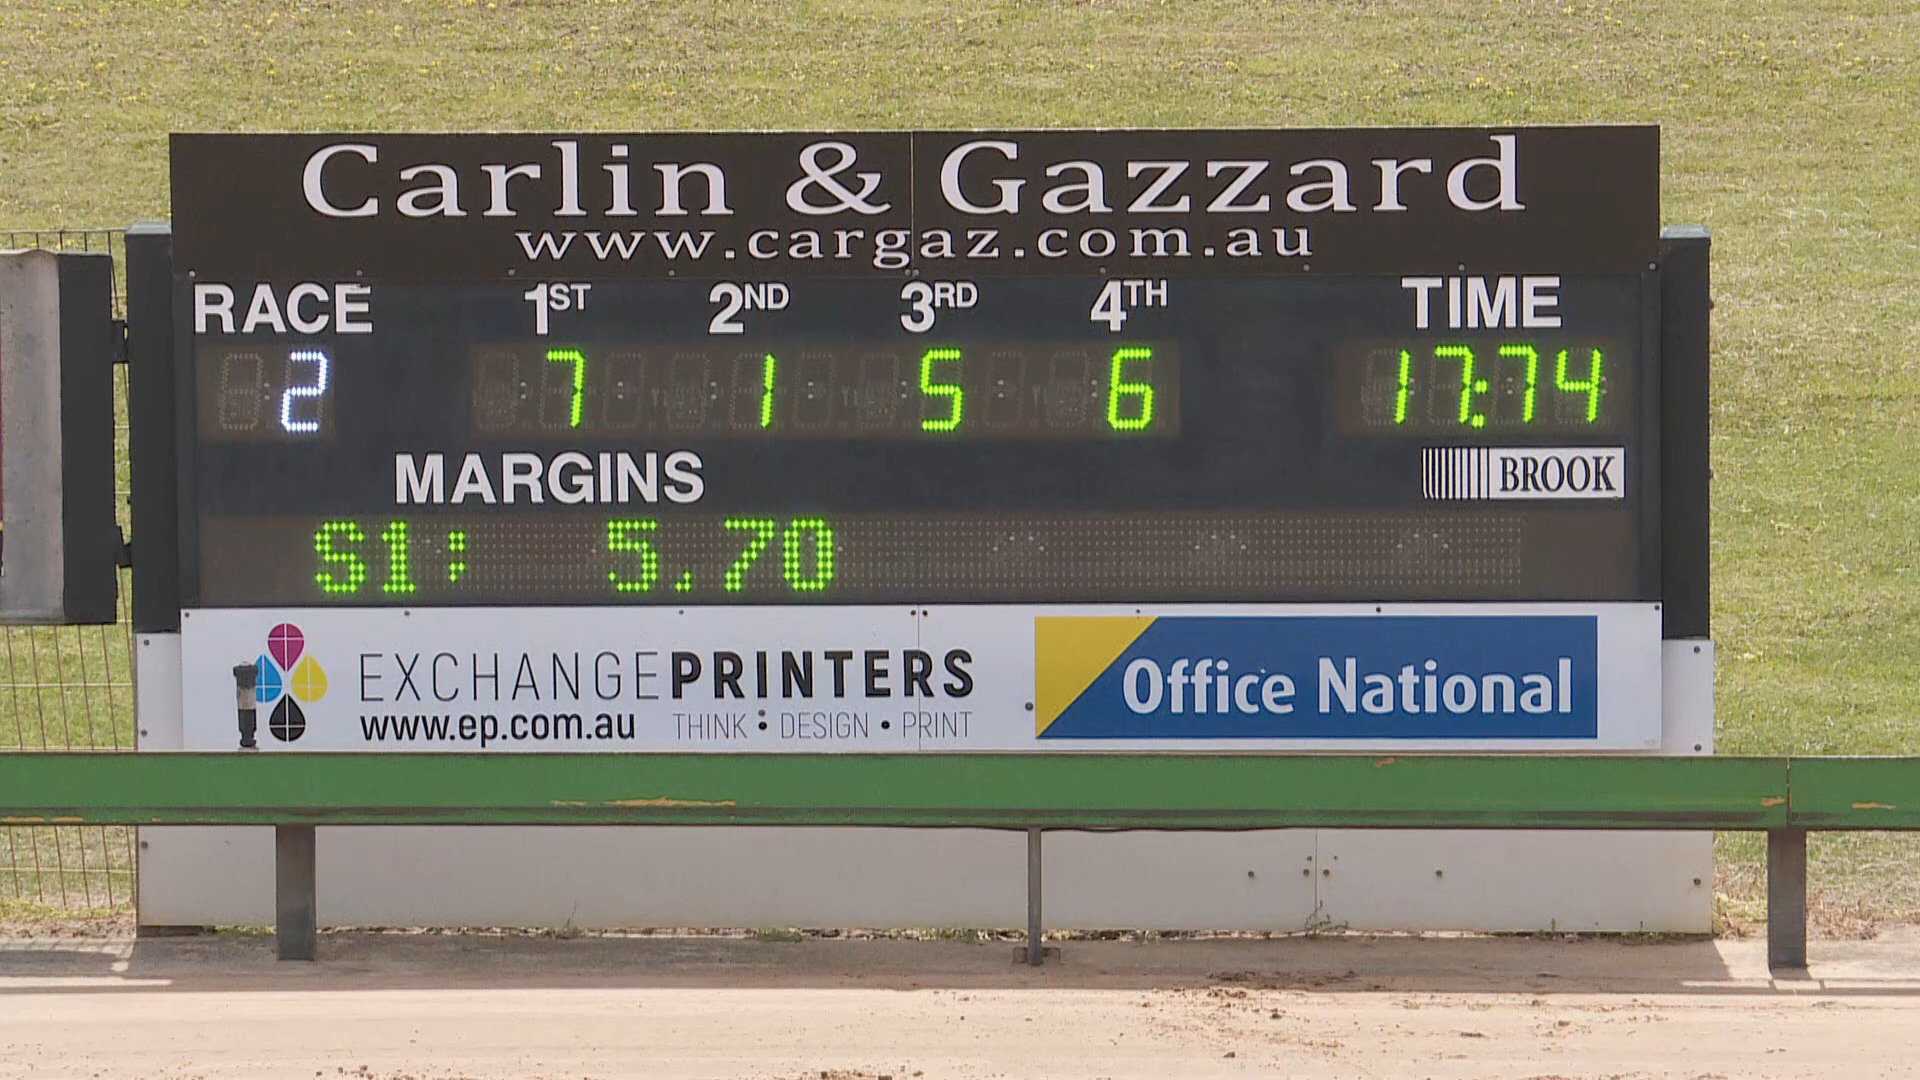 Carlin & Gazzard
www.cargaz.com.au
RACE 1ST 2ND 3RD 4TH TIME
2 7 1 5 6 17:74
MARGINS BROOK
S1: 5.70
EXCHANGEPRINTERS
www.ep.com.au THINK • DESIGN • PRINT
Office National